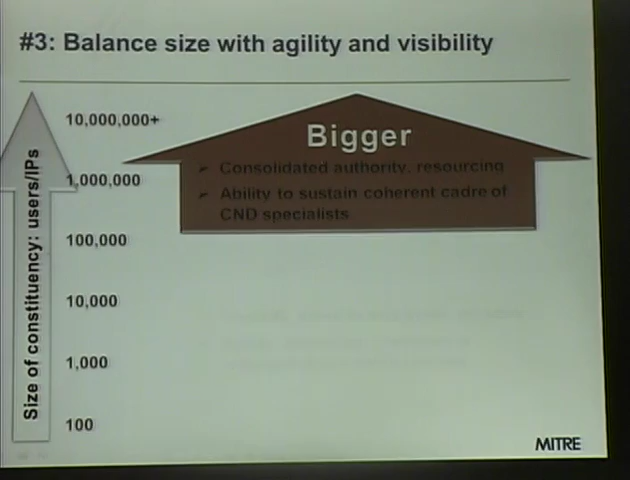 #3: Balance size with agility and visibility
10,000,000+
1,000,000
100,000
10,000
1,000
100
Size of constituency: users/IPs
Bigger
Consolidated authority, resourcing
Ability to sustain coherent cadre of
CND specialists
MITRE